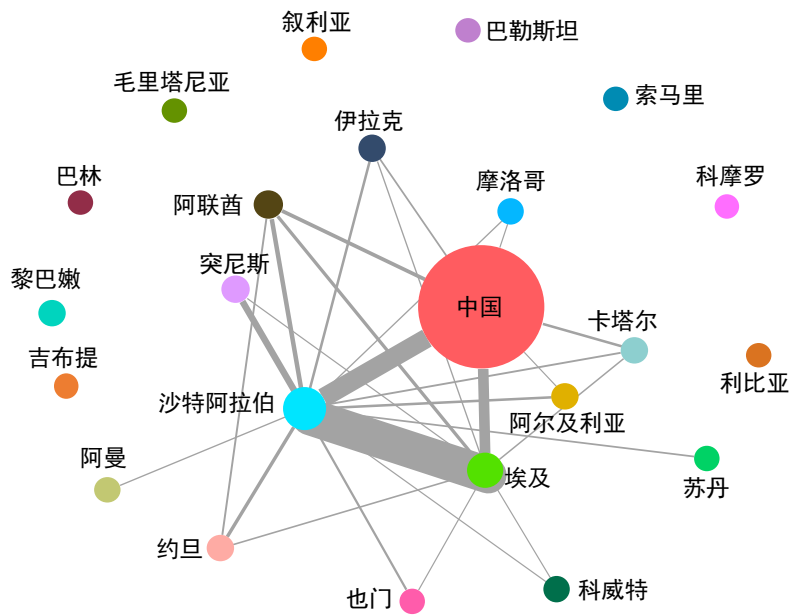 叙利亚
巴勒斯坦
毛里塔尼亚
索马里
伊拉克
巴林
摩洛哥
科摩罗
阿联酋
突尼斯
黎巴嫩
中国
卡塔尔
吉布提
利比亚
沙特阿拉伯
阿尔及利亚
阿曼
埃及
苏丹
约旦
也门
科威特